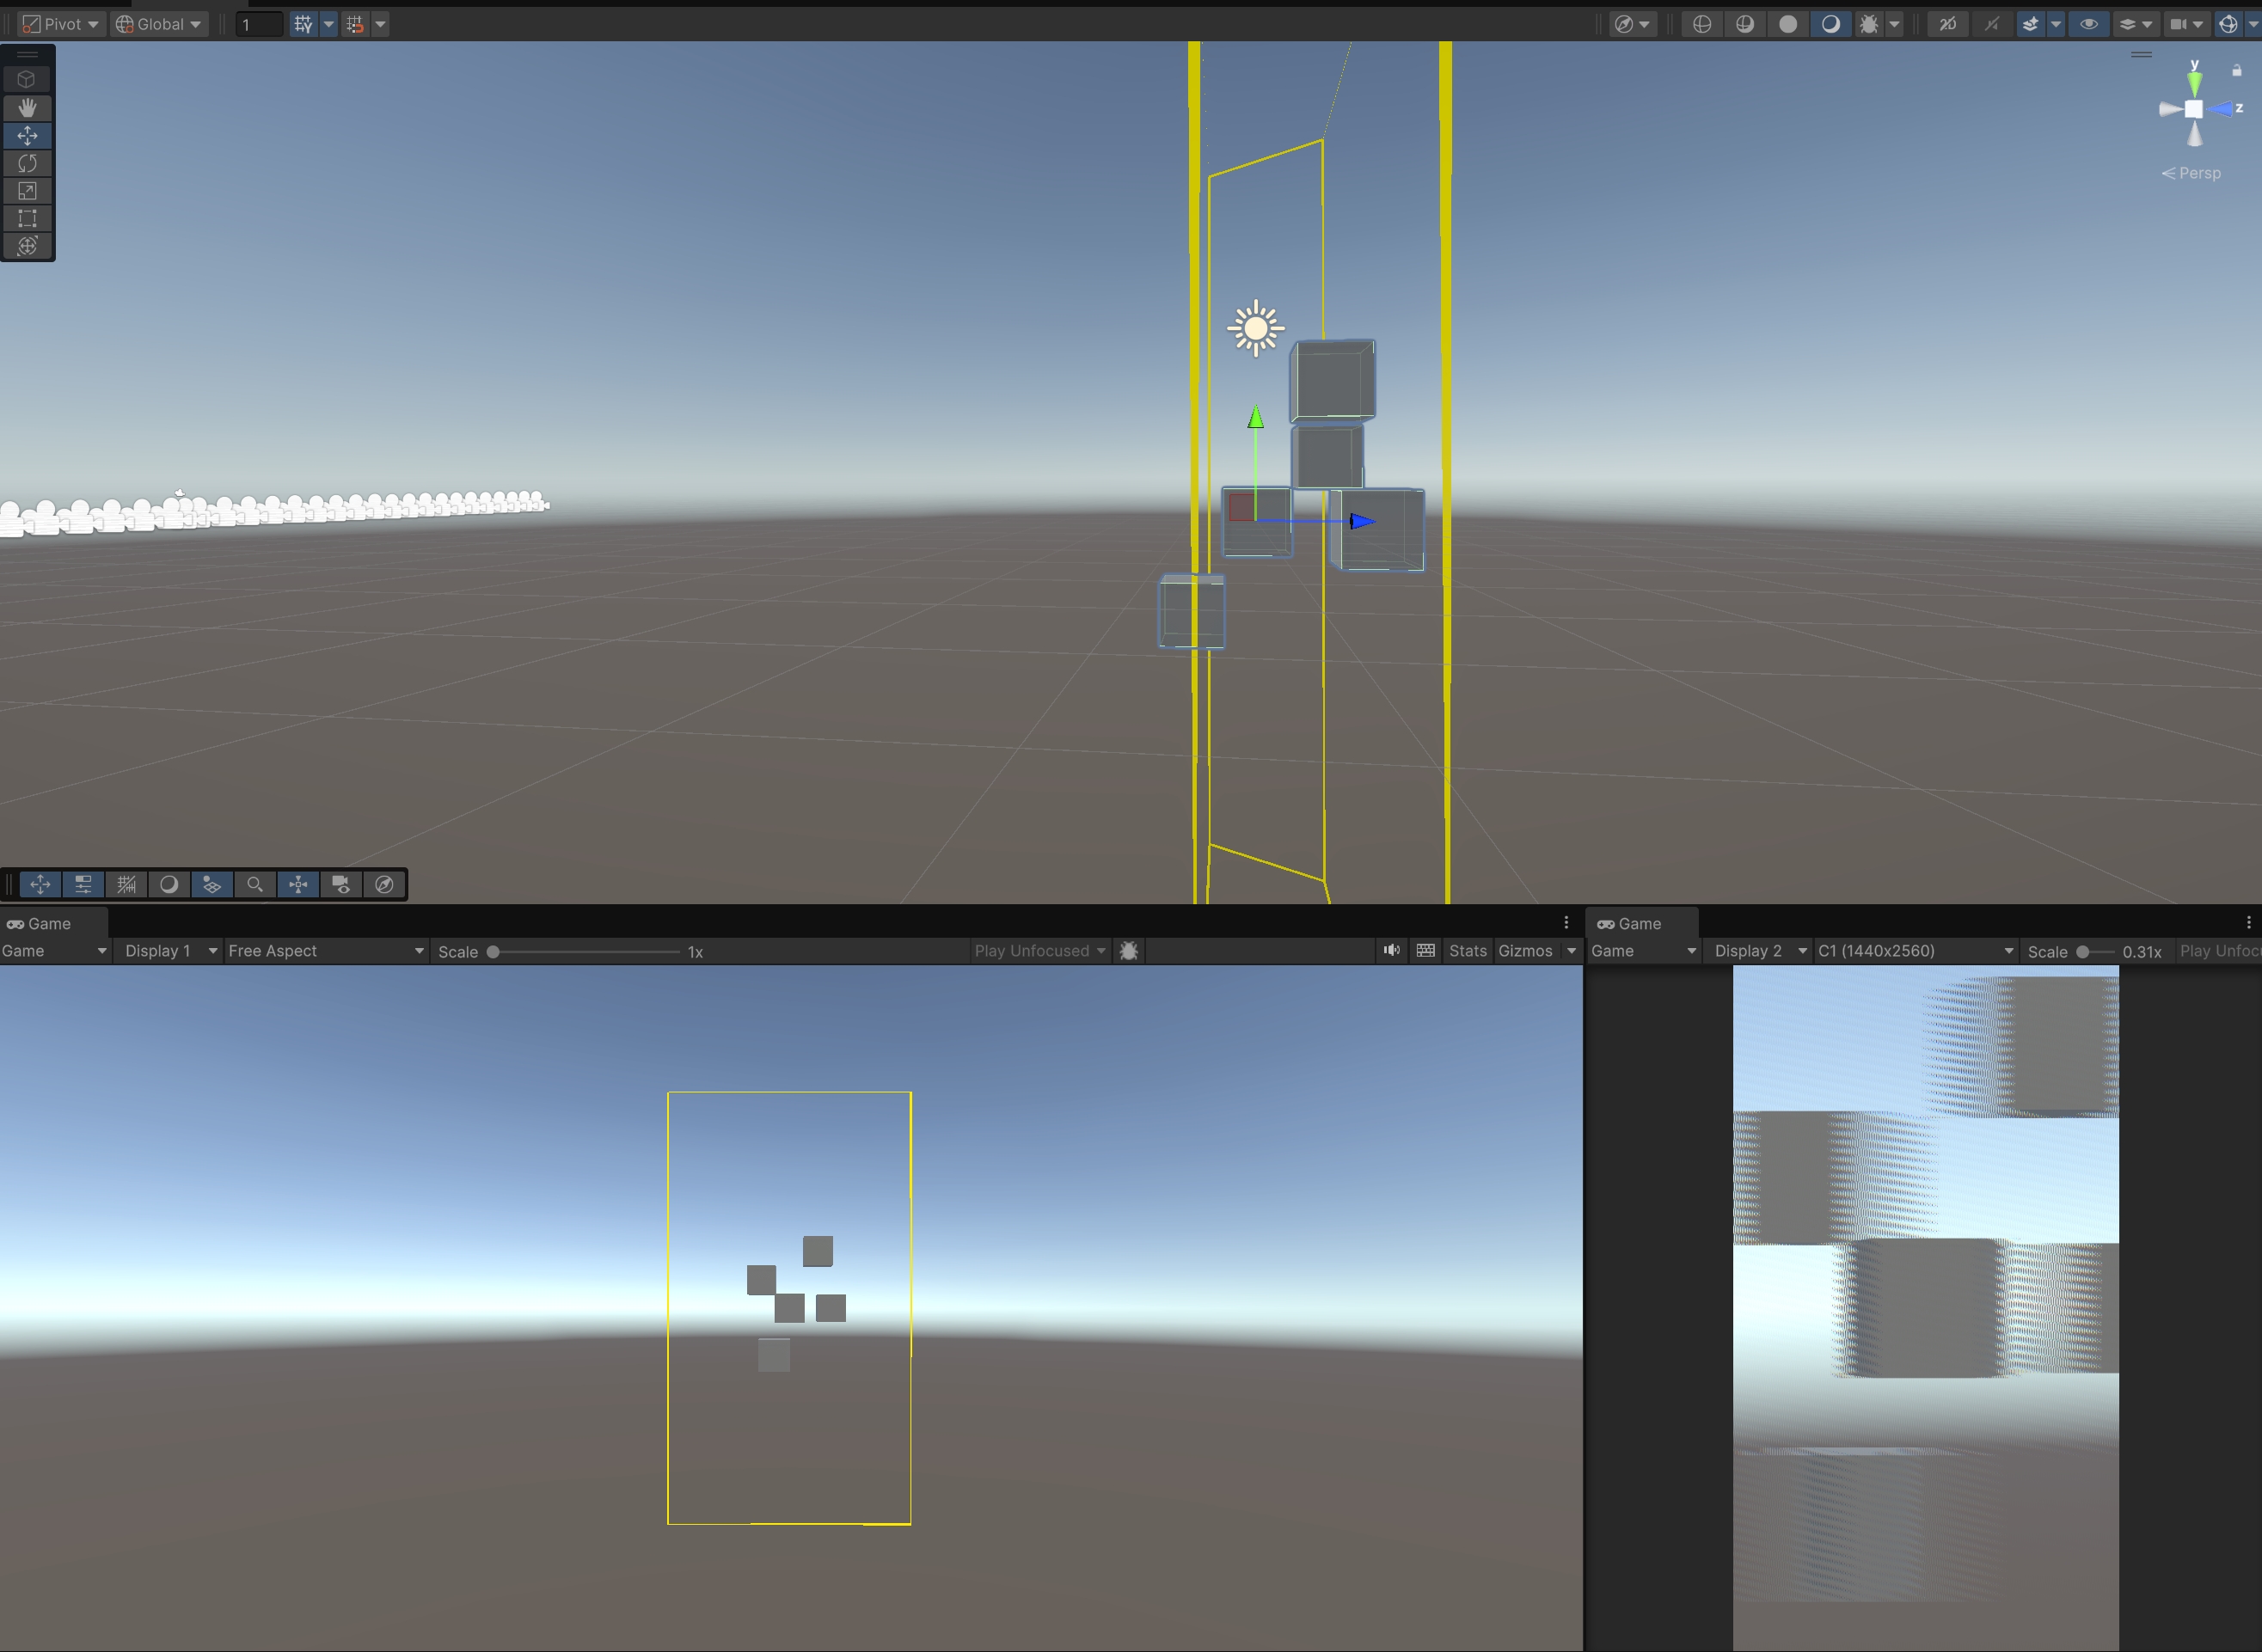 Pivot Global 1
y
z
Persp
Game
Game Display 1 Free Aspect Scale 1x Play Unfocused Stats Gizmos
Game
Game Display 2 C1 (1440x2560) Scale 0.31x Play Unfoc
2D